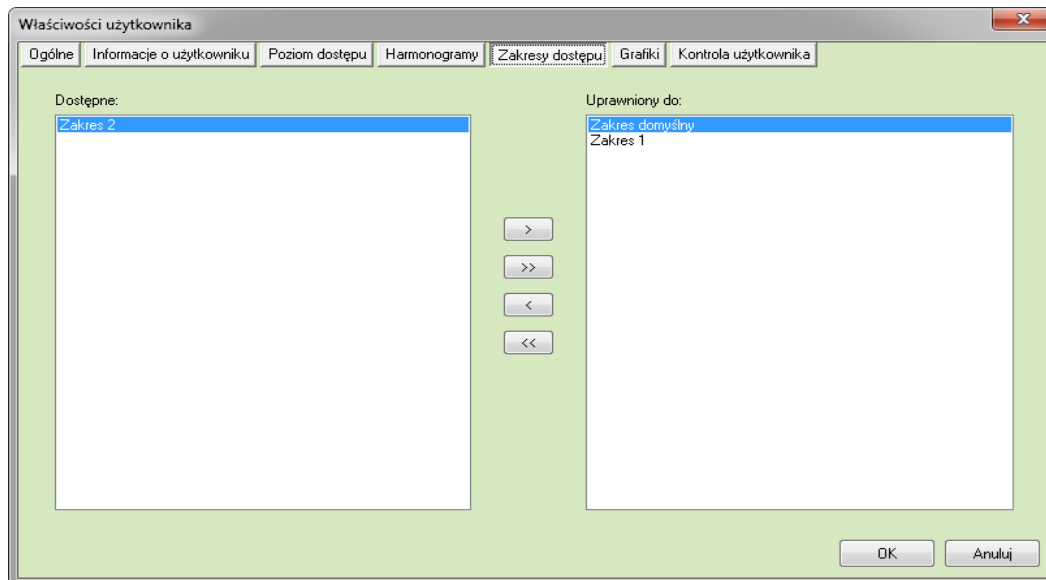 Właściwości użytkownika
Ogólne Informacje o użytkowniku Poziom dostępu Harmonogramy Zakresy dostępu Grafiki Kontrola użytkownika
Dostępne: Uprawniony do:
Zakres 2 Zakres domyślny
Zakres 1
>
>>
<
<<
OK Anuluj